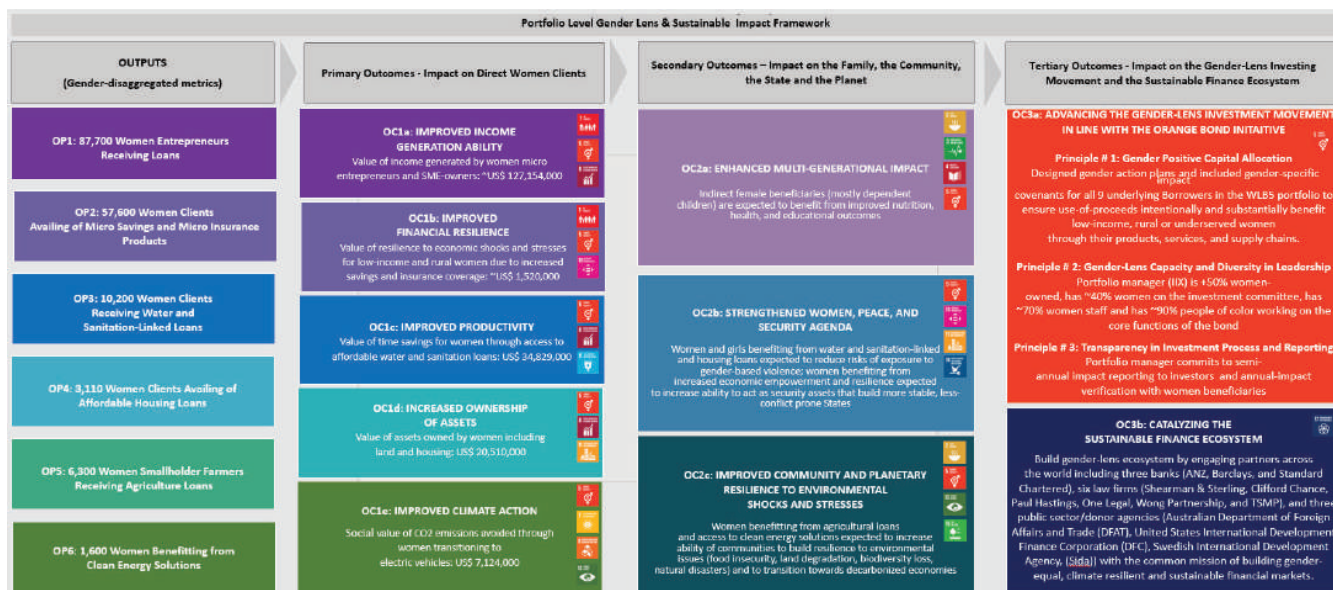 Portfolio Level Gender Lens & Sustainable Impact Framework
OUTPUTS
(Gender-disaggregated metrics)
OP1: 87,700 Women Entrepreneurs
Receiving Loans
OP2: 57,600 Women Clients
Availing of Micro Savings and Micro Insurance
Products
OP3: 10,200 Women Clients
Receiving Water and
Sanitation-Linked Loans
OP4: 3,110 Women Clients Availing of
Affordable Housing Loans
OP5: 6,300 Women Smallholder Farmers
Receiving Agriculture Loans
OP6: 1,600 Women Benefitting from
Clean Energy Solutions
Primary Outcomes - Impact on Direct Women Clients
OC1a: IMPROVED INCOME
GENERATION ABILITY
Value of income generated by women micro
entrepreneurs and SME-owners: ~US$ 127,154,000
OC1b: IMPROVED
FINANCIAL RESILIENCE
Value of resilience to economic shocks and stresses
for low-income and rural women due to increased
savings and insurance coverage: ~US$ 1,520,000
OC1c: IMPROVED PRODUCTIVITY
Value of time savings for women through access to
affordable water and sanitation loans: US$ 34,829,000
OC1d: INCREASED OWNERSHIP
OF ASSETS
Value of assets owned by women including
land and housing: US$ 20,510,000
OC1e: IMPROVED CLIMATE ACTION
Social value of CO2 emissions avoided through
women transitioning to
electric vehicles: US$ 7,124,000
Secondary Outcomes – Impact on the Family, the Community,
the State and the Planet
OC2a: ENHANCED MULTI-GENERATIONAL IMPACT
Indirect female beneficiaries (mostly dependent
children) are expected to benefit from improved nutrition,
health, and educational outcomes
OC2b: STRENGTHENED WOMEN, PEACE, AND
SECURITY AGENDA
Women and girls benefiting from water and sanitation-linked
and housing loans expected to reduce risks of exposure to
gender-based violence; women benefiting from
increased economic empowerment and resilience expected
to increase ability to act as security assets that build more stable, less-
conflict prone States
OC2c: IMPROVED COMMUNITY AND PLANETARY
RESILIENCE TO ENVIRONMENTAL
SHOCKS AND STRESSES
Women benefitting from agricultural loans
and access to clean energy solutions expected to increase
ability of communities to build resilience to environmental
issues (food insecurity, land degradation, biodiversity loss,
natural disasters) and to transition towards decarbonized economies
Tertiary Outcomes - Impact on the Gender-Lens Investing
Movement and the Sustainable Finance Ecosystem
OC3a: ADVANCING THE GENDER-LENS INVESTMENT MOVEMENT
IN LINE WITH THE ORANGE BOND INITAITIVE
Principle # 1: Gender Positive Capital Allocation
Designed gender action plans and included gender-specific
impact
covenants for all 9 underlying Borrowers in the WLB5 portfolio to
ensure use-of-proceeds intentionally and substantially benefit
low-income, rural or underserved women
through their products, services, and supply chains.
Principle # 2: Gender-Lens Capacity and Diversity in Leadership
Portfolio manager (IIX) is +50% women-
owned, has ~40% women on the investment committee, has
~70% women staff and has ~90% people of color working on the
core functions of the bond
Principle # 3: Transparency in Investment Process and Reporting
Portfolio manager commits to semi-
annual impact reporting to investors and annual-impact
verification with women beneficiaries
OC3b: CATALYZING THE
SUSTAINABLE FINANCE ECOSYSTEM
Build gender-lens ecosystem by engaging partners across
the world including three banks (ANZ, Barclays, and Standard
Chartered), six law firms (Shearman & Sterling, Clifford Chance,
Paul Hastings, One Legal, Wong Partnership, and TSMP), and three
public sector/donor agencies (Australian Department of Foreign
Affairs and Trade (DFAT), United States International Development
Finance Corporation (DFC), Swedish International Development
Agency, (Sida)) with the common mission of building gender-
equal, climate resilient and sustainable financial markets.